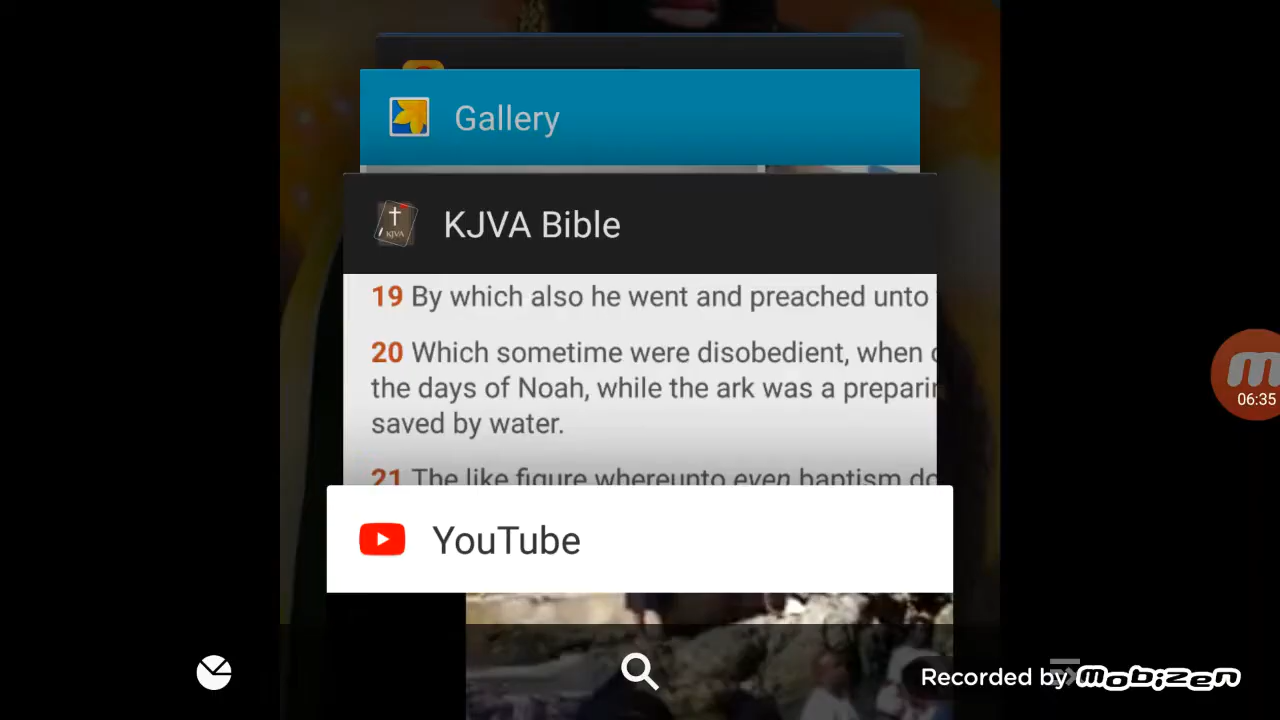 Gallery
KJVA
KJVA Bible
19 By which also he went and preached unto
20 Which sometime were disobedient, when
the days of Noah, while the ark was a preparin
saved by water.
21 The like figure whereunto even baptism do
YouTube
06:35
Recorded by mobizen